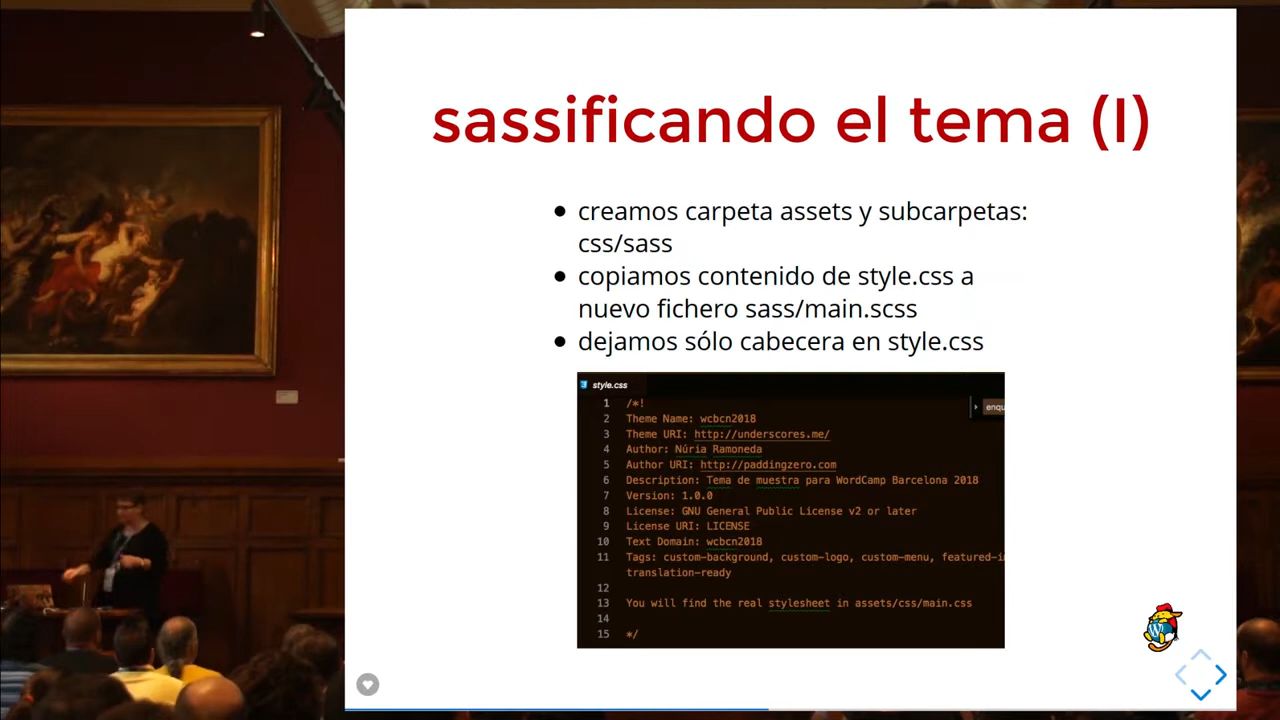 sassificando el tema (I)
creamos carpeta assets y subcarpetas:
css/sass
copiamos contenido de style.css a
nuevo fichero sass/main.scss
dejamos sólo cabecera en style.css
style.css
enqu
1 /*!
2 Theme Name: wcbcn2018
3 Theme URI: http://underscores.me/
4 Author: Núria Ramoneda
5 Author URI: http://paddingzero.com
6 Description: Tema de muestra para WordCamp Barcelona 2018
7 Version: 1.0.0
8 License: GNU General Public License v2 or later
9 License URI: LICENSE
10 Text Domain: wcbcn2018
11 Tags: custom-background, custom-logo, custom-menu, featured-i
translation-ready
12
13 You will find the real stylesheet in assets/css/main.css
14
15 */